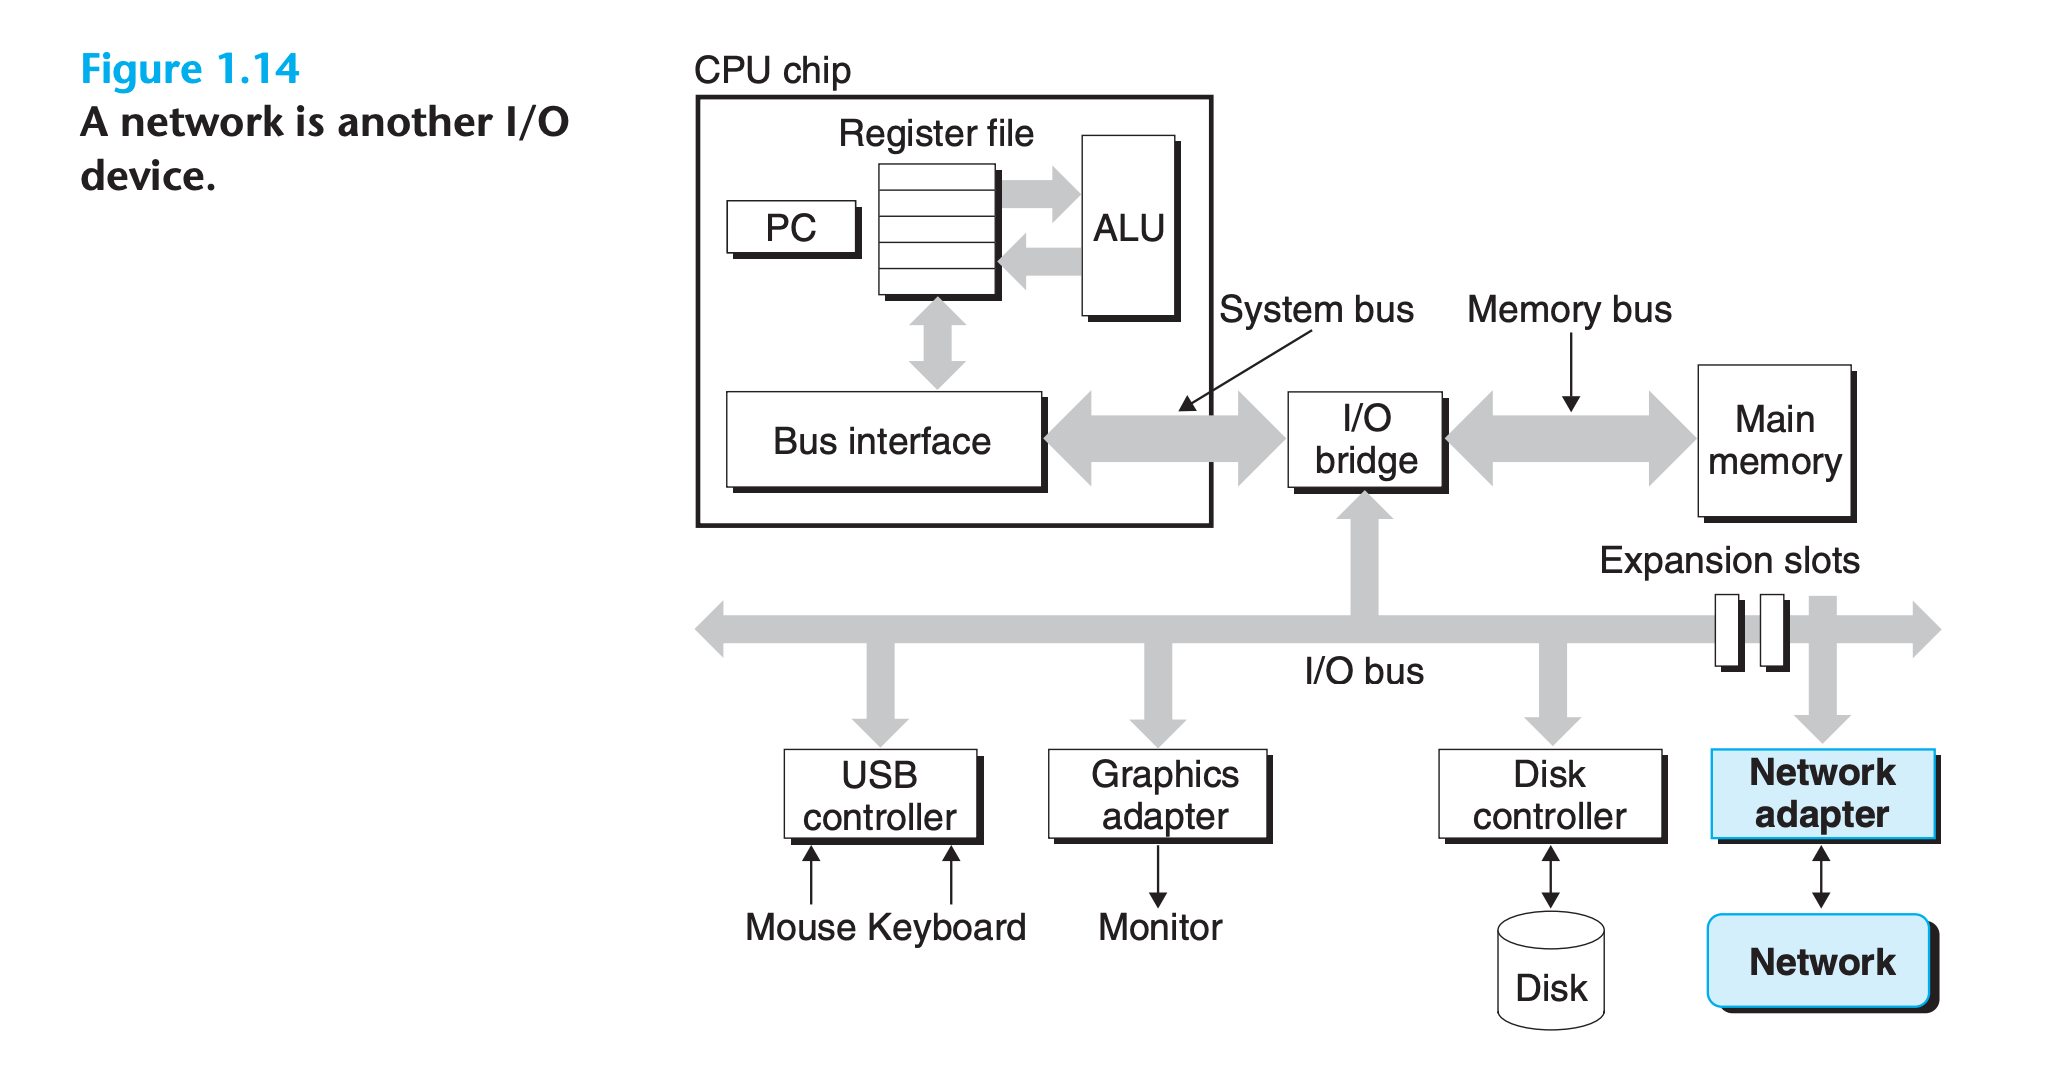 Figure 1.14
A network is another I/O
device.
CPU chip
Register file
PC
ALU
System bus
Memory bus
Bus interface
I/O
bridge
Main
memory
Expansion slots
I/O bus
USB
controller
Graphics
adapter
Disk
controller
Network
adapter
Mouse Keyboard
Monitor
Disk
Network